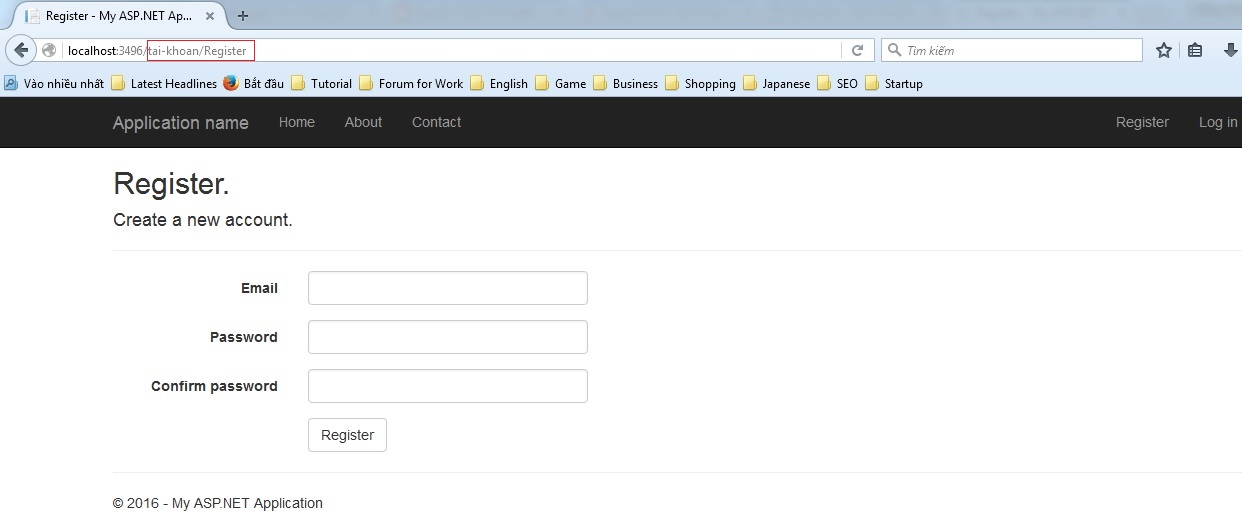 Register - My ASP.NET Ap...
localhost:3496/tai-khoan/Register
Tìm kiếm
Vào nhiều nhất Latest Headlines Bắt đầu Tutorial Forum for Work English Game Business Shopping Japanese SEO Startup
Application name Home About Contact Register Log in
Register.
Create a new account.
Email
Password
Confirm password
Register
© 2016 - My ASP.NET Application